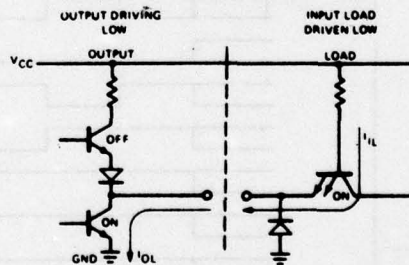 OUTPUT DRIVING
LOW
INPUT LOAD
DRIVEN LOW
OUTPUT
LOAD
VCC
OFF
IIL
ON
ON
GND
IOL